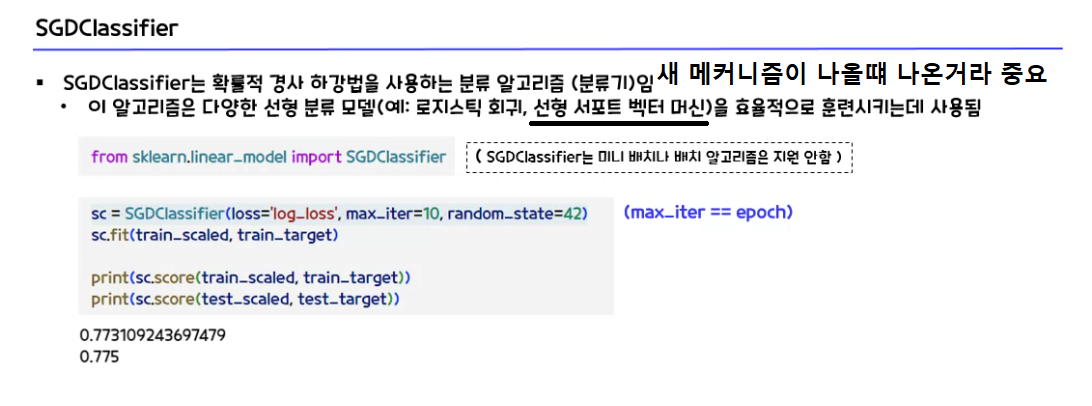 SGDClassifier
▪ SGDClassifier는 확률적 경사 하강법을 사용하는 분류 알고리즘 (분류기)임 새 메커니즘이 나올떄 나온거라 중요
• 이 알고리즘은 다양한 선형 분류 모델(예: 로지스틱 회귀, 선형 서포트 벡터 머신)을 효율적으로 훈련시키는데 사용됨
from sklearn.linear_model import SGDClassifier ( SGDClassifier는 미니 배치나 배치 알고리즘은 지원 안함 )
sc = SGDClassifier(loss='log_loss', max_iter=10, random_state=42) (max_iter == epoch)
sc.fit(train_scaled, train_target)
print(sc.score(train_scaled, train_target))
print(sc.score(test_scaled, test_target))
0.773109243697479
0.775